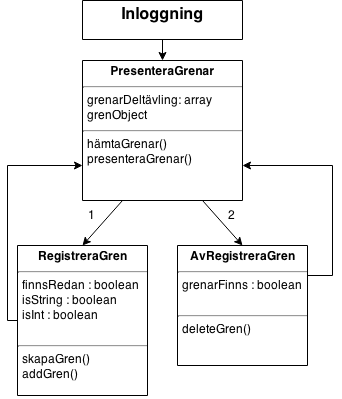 Inloggning
PresenteraGrenar
grenarDeltävling: array
grenObject
hämtaGrenar()
presenteraGrenar()
1
2
RegistreraGren
finnsRedan : boolean
isString : boolean
isInt : boolean
skapaGren()
addGren()
AvRegistreraGren
grenarFinns : boolean
deleteGren()